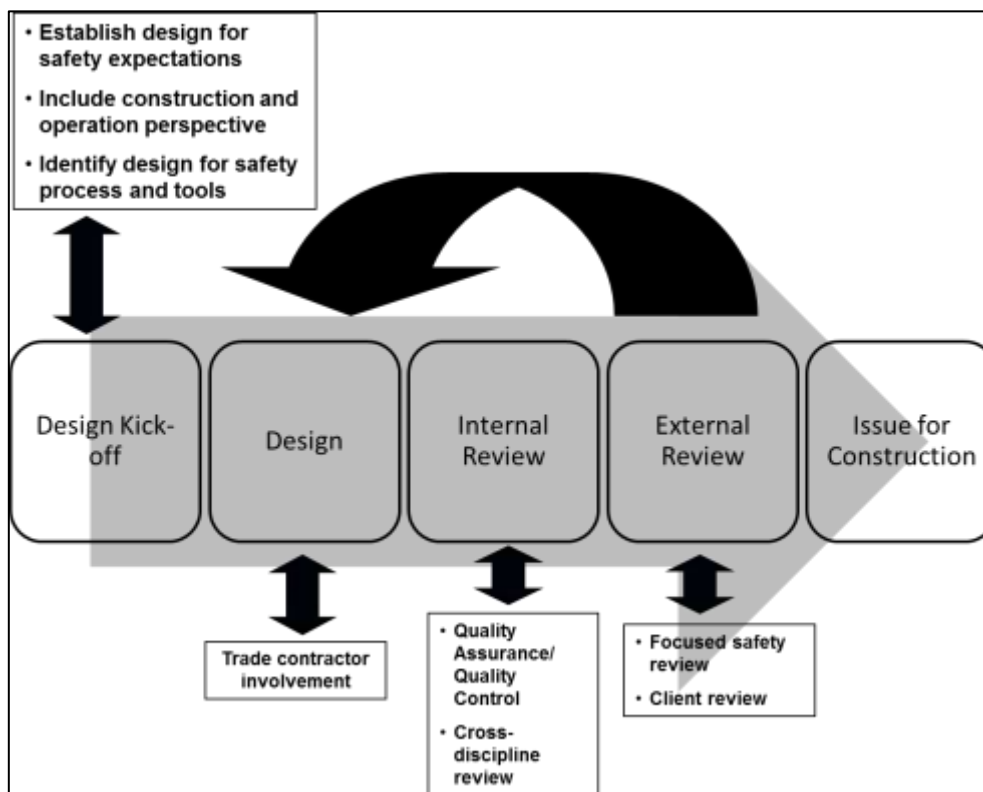 • Establish design for
safety expectations
• Include construction and
operation perspective
• Identify design for safety
process and tools
Design Kick-
off
Design
Internal
Review
External
Review
Issue for
Construction
Trade contractor
involvement
• Quality
Assurance/
Quality
Control
• Cross-
discipline
review
• Focused safety
review
• Client review